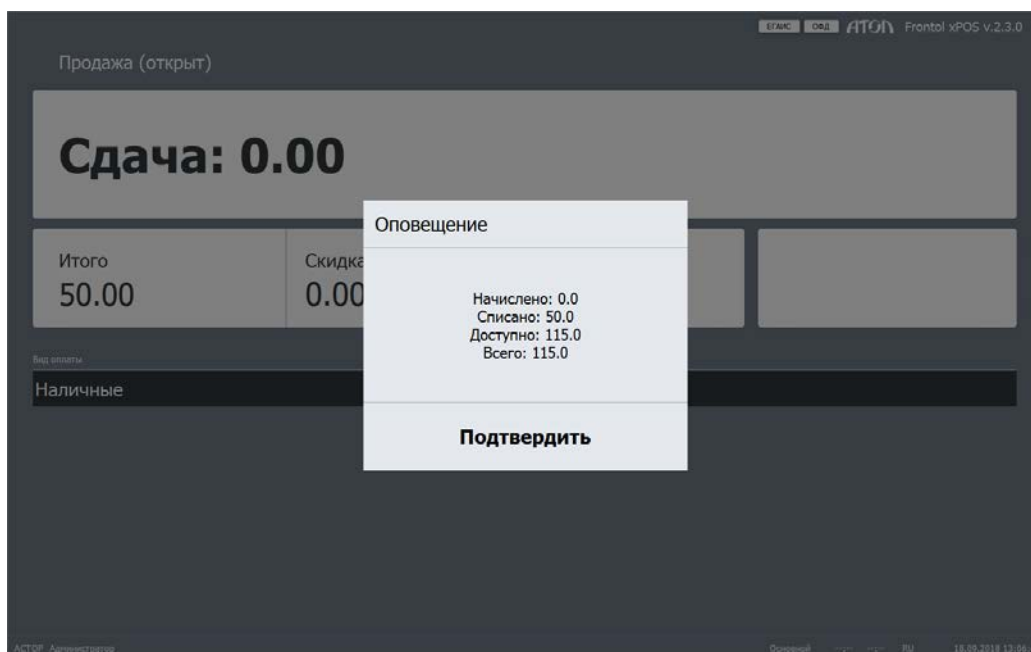 ЕГАИС ОФД АТОЛ Frontol xPOS v.2.3.0
Продажа (открыт)
Сдача: 0.00
Оповещение
Итого
50.00
Скидка
0.00
Начислено: 0.0
Списано: 50.0
Доступно: 115.0
Всего: 115.0
Вид оплаты
Наличные
Подтвердить
АСТОР Администратор
Основной --:-- --:-- RU 18.09.2018 13:06